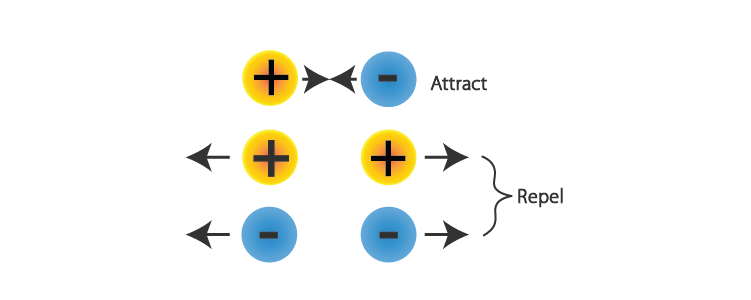 + - Attract
+ +
Repel
- -